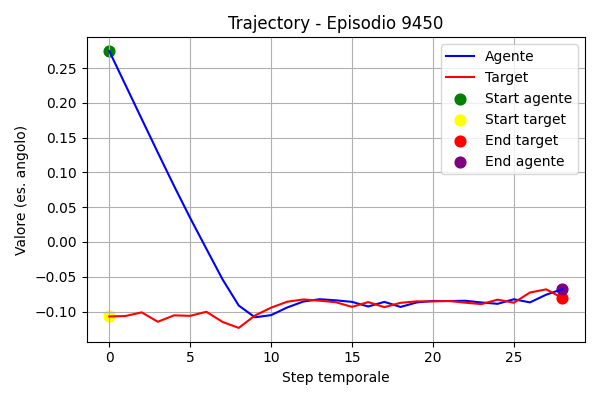 Trajectory - Episodio 9450
Valore (es. angolo)
0.25
0.20
0.15
0.10
0.05
0.00
−0.05
−0.10
0
5
10
15
20
25
Step temporale
Agente
Target
Start agente
Start target
End target
End agente